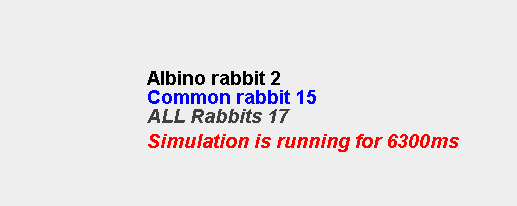 Albino rabbit 2
Common rabbit 15
ALL Rabbits 17
Simulation is running for 6300ms